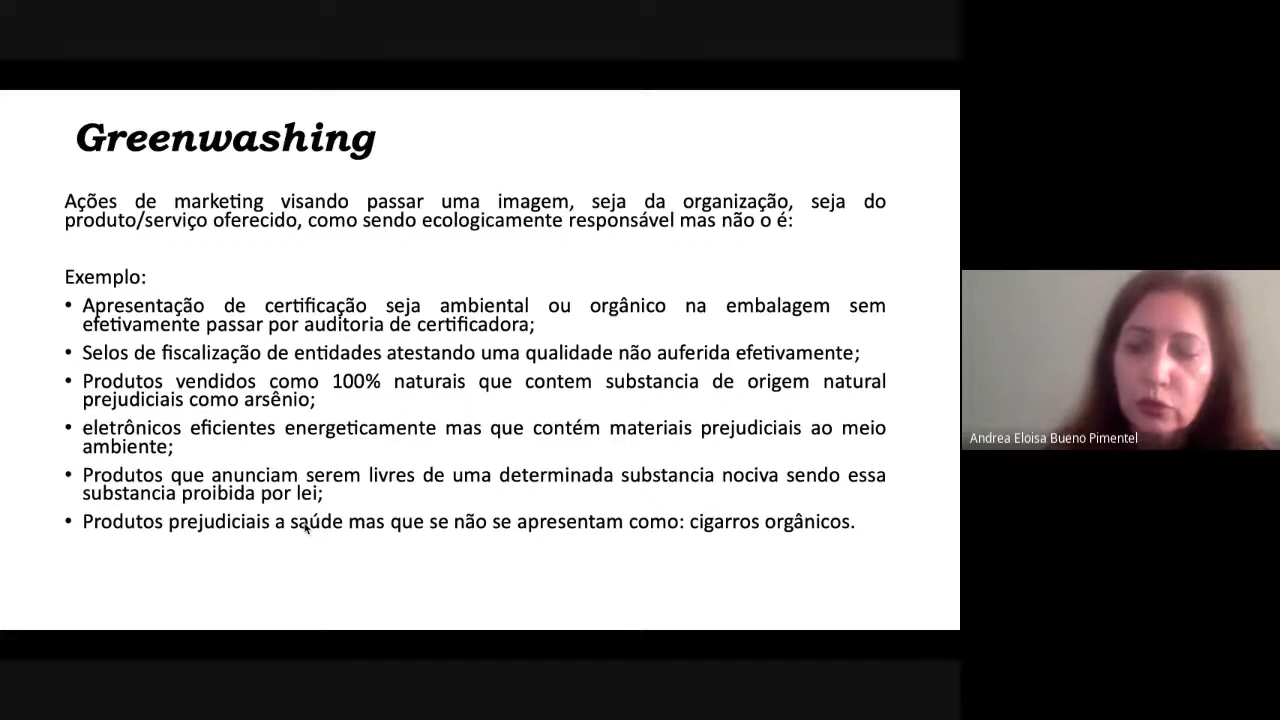 Greenwashing
Ações de marketing visando passar uma imagem, seja da organização, seja do
produto/serviço oferecido, como sendo ecologicamente responsável mas não o é:
Exemplo:
• Apresentação de certificação seja ambiental ou orgânico na embalagem sem
efetivamente passar por auditoria de certificadora;
• Selos de fiscalização de entidades atestando uma qualidade não auferida efetivamente;
• Produtos vendidos como 100% naturais que contem substancia de origem natural
prejudiciais como arsênio;
• eletrônicos eficientes energeticamente mas que contém materiais prejudiciais ao meio
ambiente;
• Produtos que anunciam serem livres de uma determinada substancia nociva sendo essa
substancia proibida por lei;
• Produtos prejudiciais a saúde mas que se não se apresentam como: cigarros orgânicos.
Andrea Eloisa Bueno Pimentel